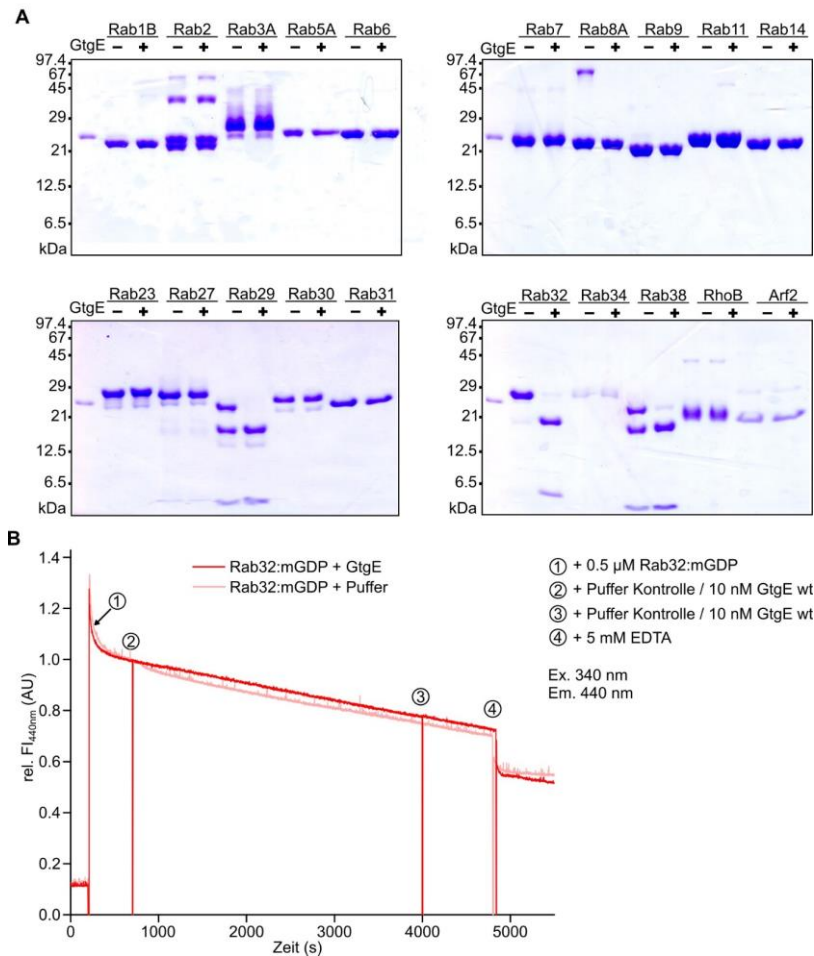 A
Rab1B Rab2 Rab3A Rab5A Rab6
GtgE − + − + − + − + − +
97.4
67
45
29
21
12.5
6.5
kDa
Rab7 Rab8A Rab9 Rab11 Rab14
GtgE − + − + − + − + − +
97.4
67
45
29
21
12.5
6.5
kDa
Rab23 Rab27 Rab29 Rab30 Rab31
GtgE − + − + − + − + − +
97.4
67
45
29
21
12.5
6.5
kDa
Rab32 Rab34 Rab38 RhoB Arf2
GtgE − + − + − + − + − +
97.4
67
45
29
21
12.5
6.5
kDa
B
Rab32:mGDP + GtgE
Rab32:mGDP + Puffer
① + 0.5 µM Rab32:mGDP
② + Puffer Kontrolle / 10 nM GtgE wt
③ + Puffer Kontrolle / 10 nM GtgE wt
④ + 5 mM EDTA
Ex. 340 nm
Em. 440 nm
① ② ③ ④
rel. FI440nm (AU)
1.4
1.2
1.0
0.8
0.6
0.4
0.2
0.0
0 1000 2000 3000 4000 5000
Zeit (s)